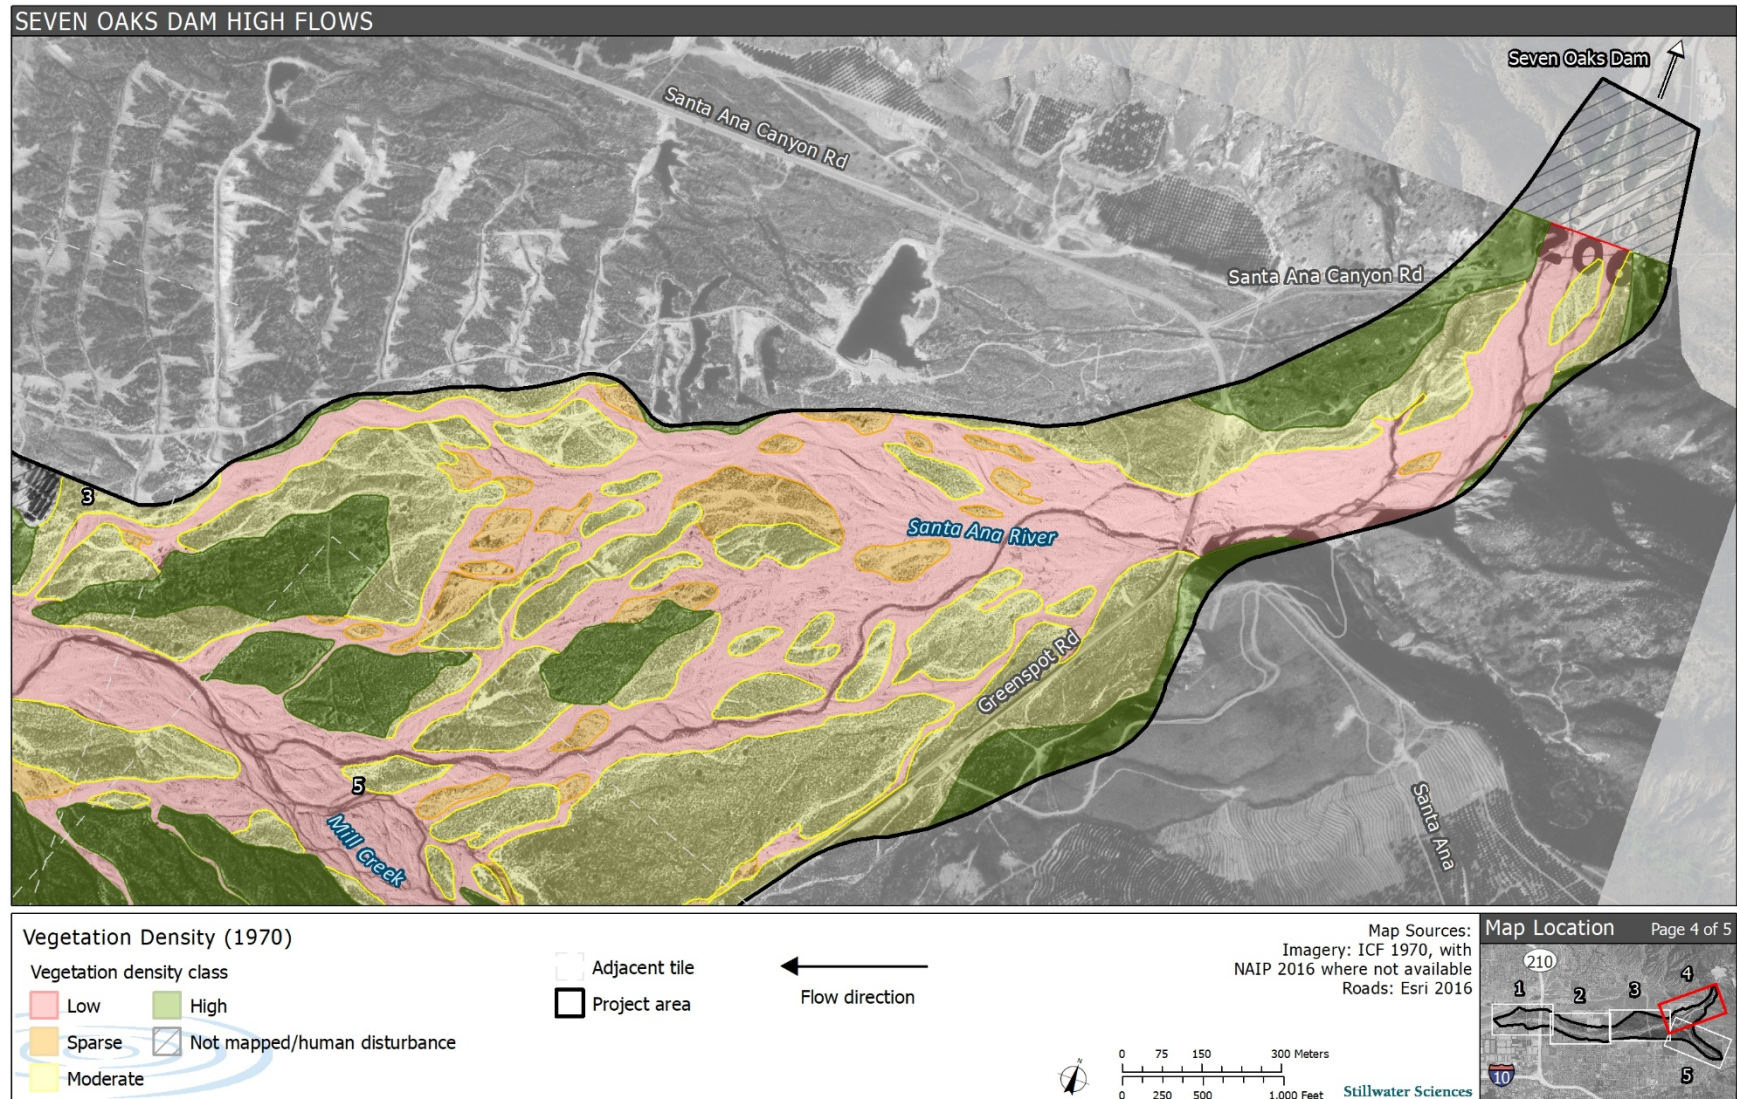 SEVEN OAKS DAM HIGH FLOWS
Seven Oaks Dam
Santa Ana Canyon Rd
Santa Ana Canyon Rd
200
3
Santa Ana River
Greenspot Rd
5
Mill Creek
Santa Ana
Vegetation Density (1970)
Vegetation density class
Low
High
Sparse
Not mapped/human disturbance
Moderate
Adjacent tile
Project area
Flow direction
Map Sources:
Imagery: ICF 1970, with
NAIP 2016 where not available
Roads: Esri 2016
N
0 75 150 300 Meters
0 250 500 1,000 Feet
Stillwater Sciences
Map Location Page 4 of 5
210
4
1 2 3
10
5